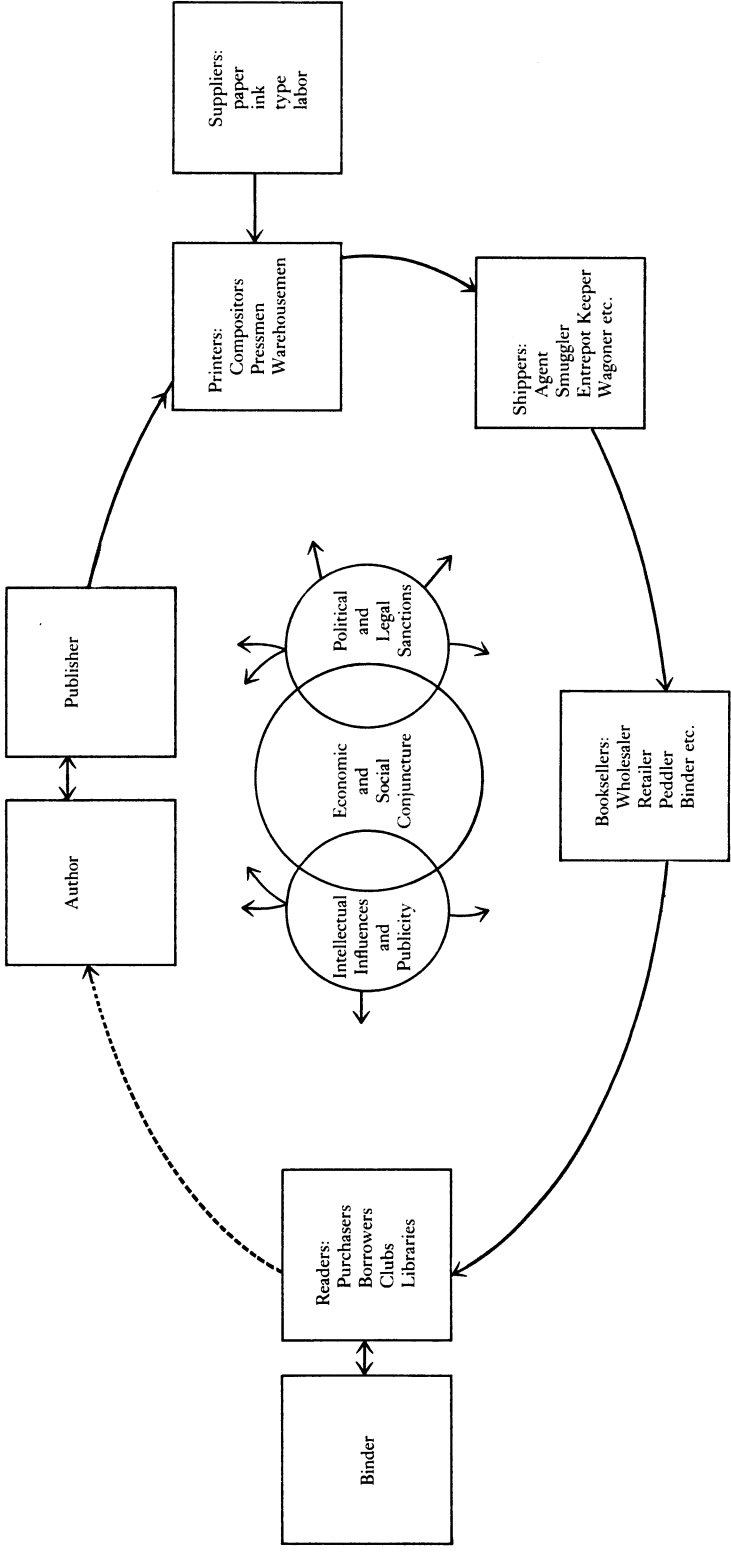 Author
Publisher
Suppliers:
paper
ink
type
labor
Printers:
Compositors
Pressmen
Warehousemen
Shippers:
Agent
Smuggler
Entrepot Keeper
Wagoner etc.
Booksellers:
Wholesaler
Retailer
Peddler
Binder etc.
Readers:
Purchasers
Borrowers
Clubs
Libraries
Binder
Intellectual
Influences
and
Publicity
Economic
and
Social
Conjuncture
Political
and
Legal
Sanctions